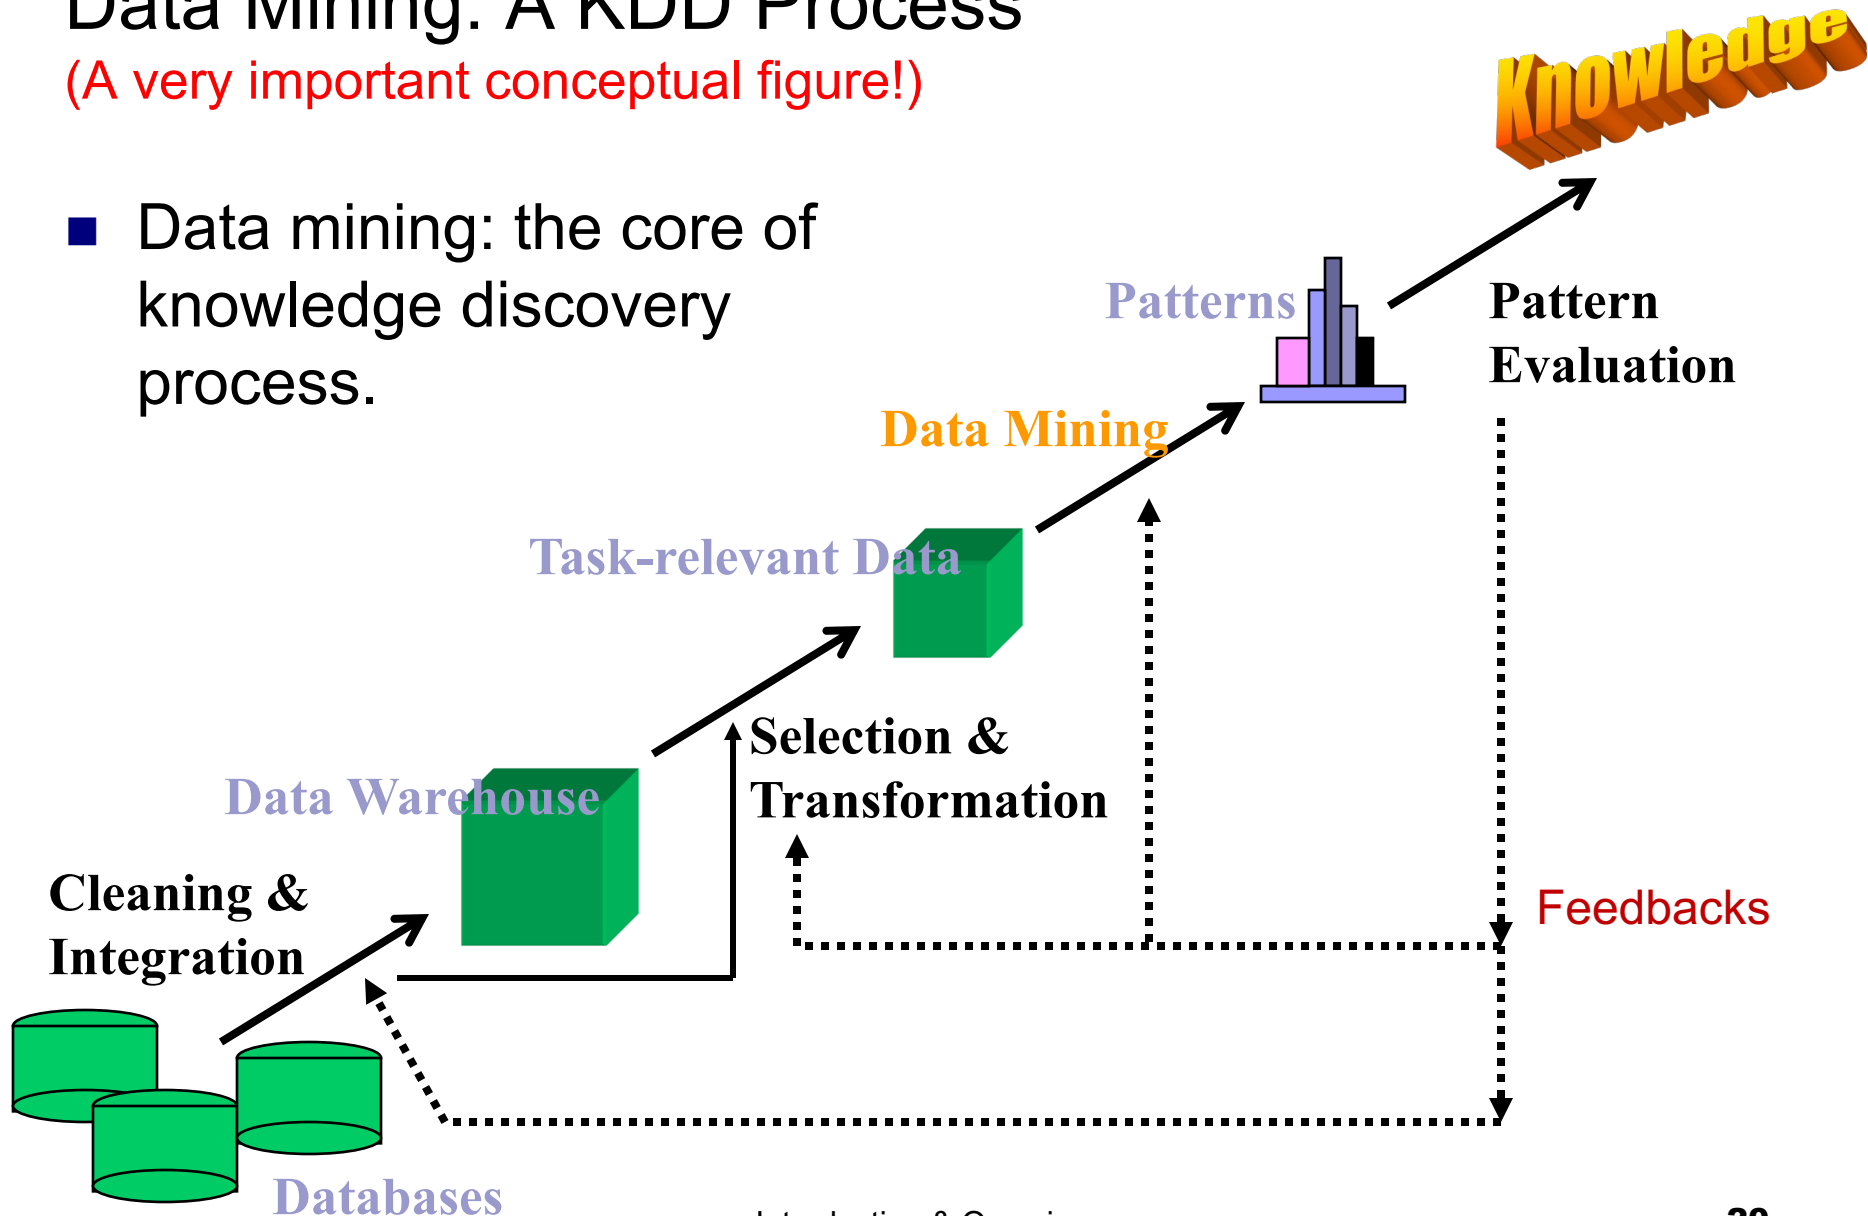 Data Mining: A KDD Process
(A very important conceptual figure!)
Knowledge
■ Data mining: the core of
knowledge discovery
process.
Patterns
Pattern
Evaluation
Data Mining
Task-relevant Data
Selection &
Transformation
Data Warehouse
Cleaning &
Integration
Feedbacks
Databases